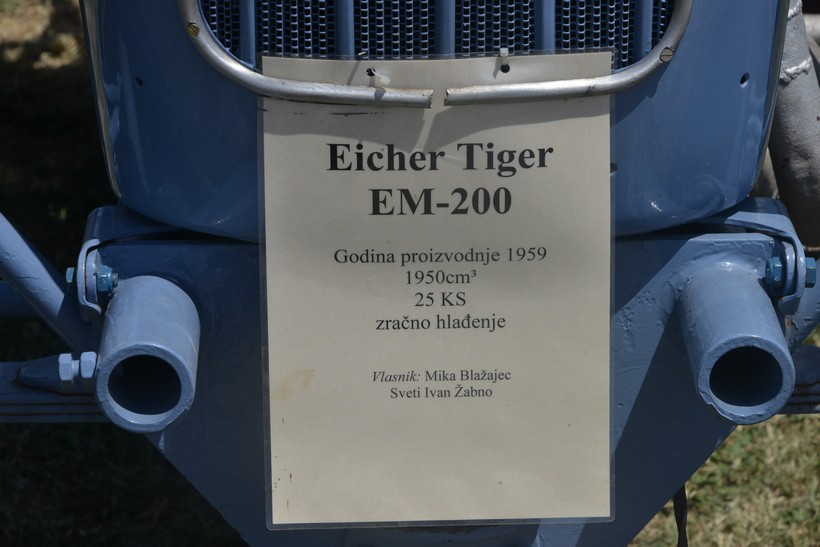 Eicher Tiger
EM-200
Godina proizvodnje 1959
1950cm³
25 KS
zračno hlađenje
Vlasnik: Mika Blažajec
Sveti Ivan Žabno